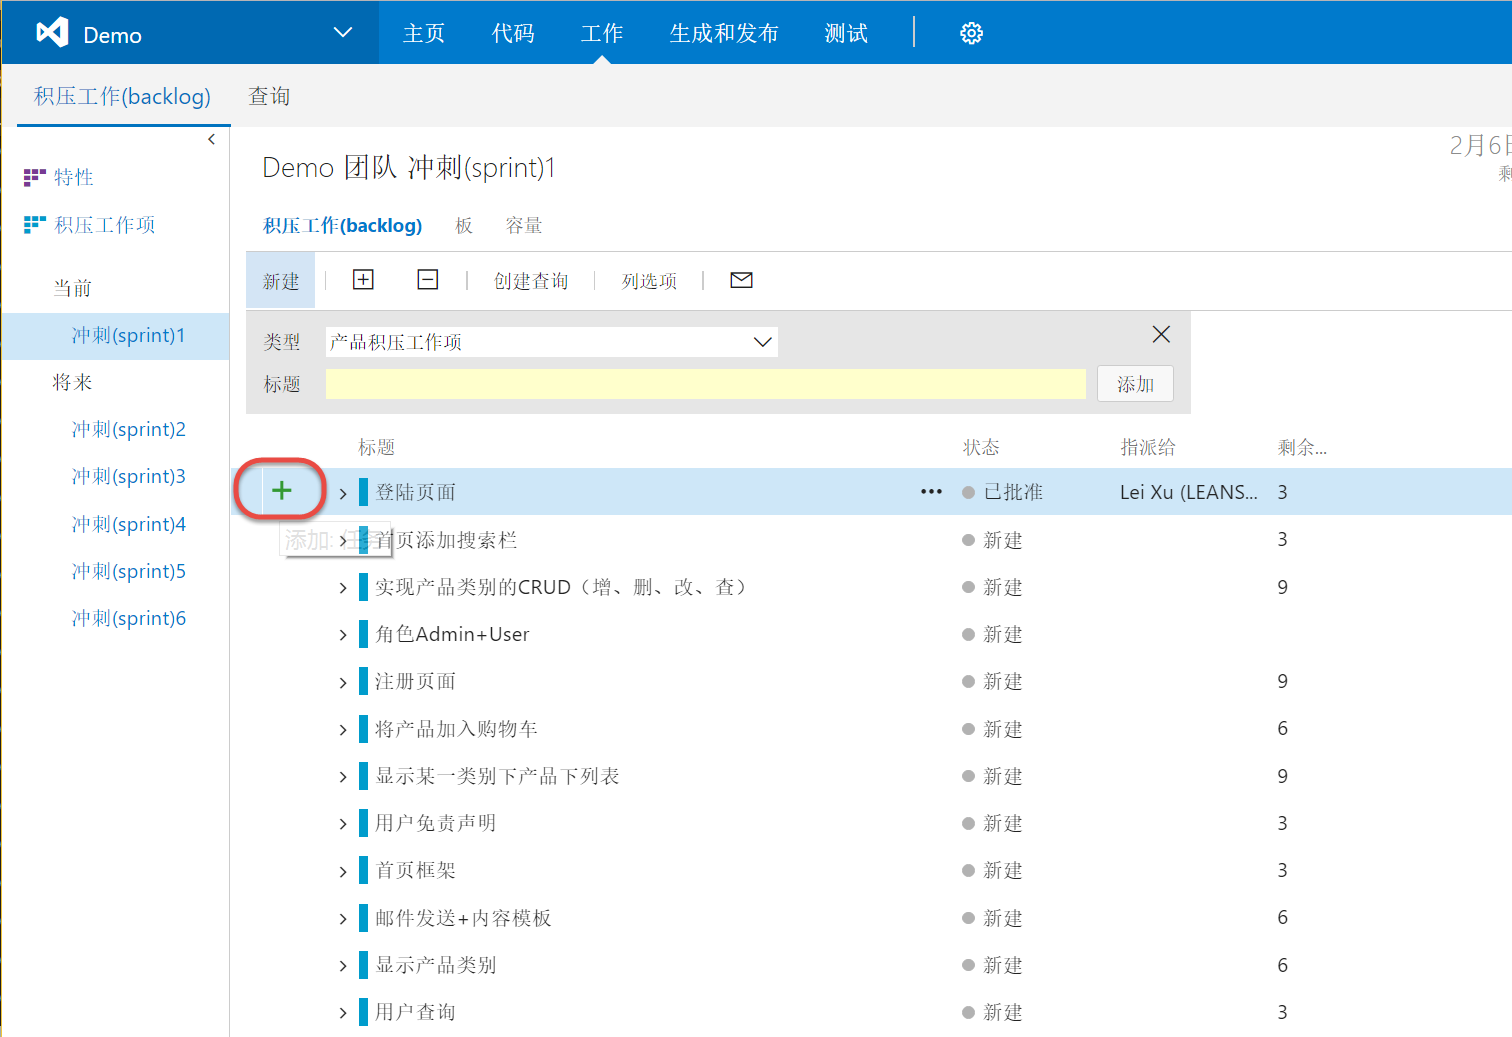 Demo 主页 代码 工作 生成和发布 测试
积压工作(backlog) 查询
特性
积压工作项
当前
冲刺(sprint)1
将来
冲刺(sprint)2
冲刺(sprint)3
冲刺(sprint)4
冲刺(sprint)5
冲刺(sprint)6
2月6日
剩
Demo 团队 冲刺(sprint)1
积压工作(backlog) 板 容量
新建 创建查询 列选项
类型 产品积压工作项
标题 添加
标题 状态 指派给 剩余...
登陆页面 ••• 已批准 Lei Xu (LEANS... 3
添加: 任务
首页添加搜索栏 新建 3
实现产品类别的CRUD（增、删、改、查） 新建 9
角色Admin+User 新建
注册页面 新建 9
将产品加入购物车 新建 6
显示某一类别下产品下列表 新建 9
用户免责声明 新建 3
首页框架 新建 3
邮件发送+内容模板 新建 6
显示产品类别 新建 6
用户查询 新建 3